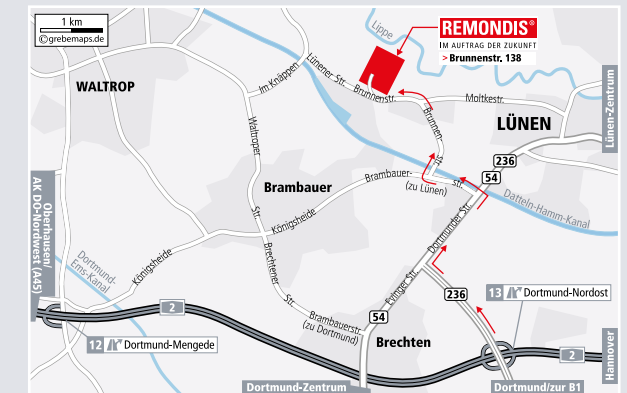 1 km
©grebemaps.de
Lippe
REMONDIS®
IM AUFTRAG DER ZUKUNFT
> Brunnenstr. 138
WALTROP
Im Knäppen
Lünener Str.
Brunnenstr.
Moltkestr.
LÜNEN
Lünen-Zentrum
Brunnen-
str.
Waltroper
Str.
236
54
Brambauer
Brambauer-
str.
(zu Lünen)
Datteln-Hamm-Kanal
Oberhausen/
AK DO-Nordwest (A45)
Königsheide
Dortmunder Str.
Dortmund-
Ems-Kanal
Königsheide
Brechtener
Str.
Evinger Str.
236
13 Dortmund-Nordost
2
Brambauerstr.
(zu Dortmund)
54
12 Dortmund-Mengede
Brechten
2
Hannover
Dortmund-Zentrum
Dortmund/zur B1